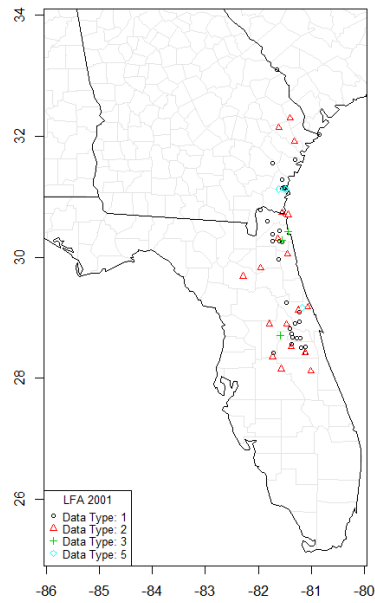 34
32
30
28
26
LFA 2001
Data Type: 1
Data Type: 2
Data Type: 3
Data Type: 5
-86 -85 -84 -83 -82 -81 -80